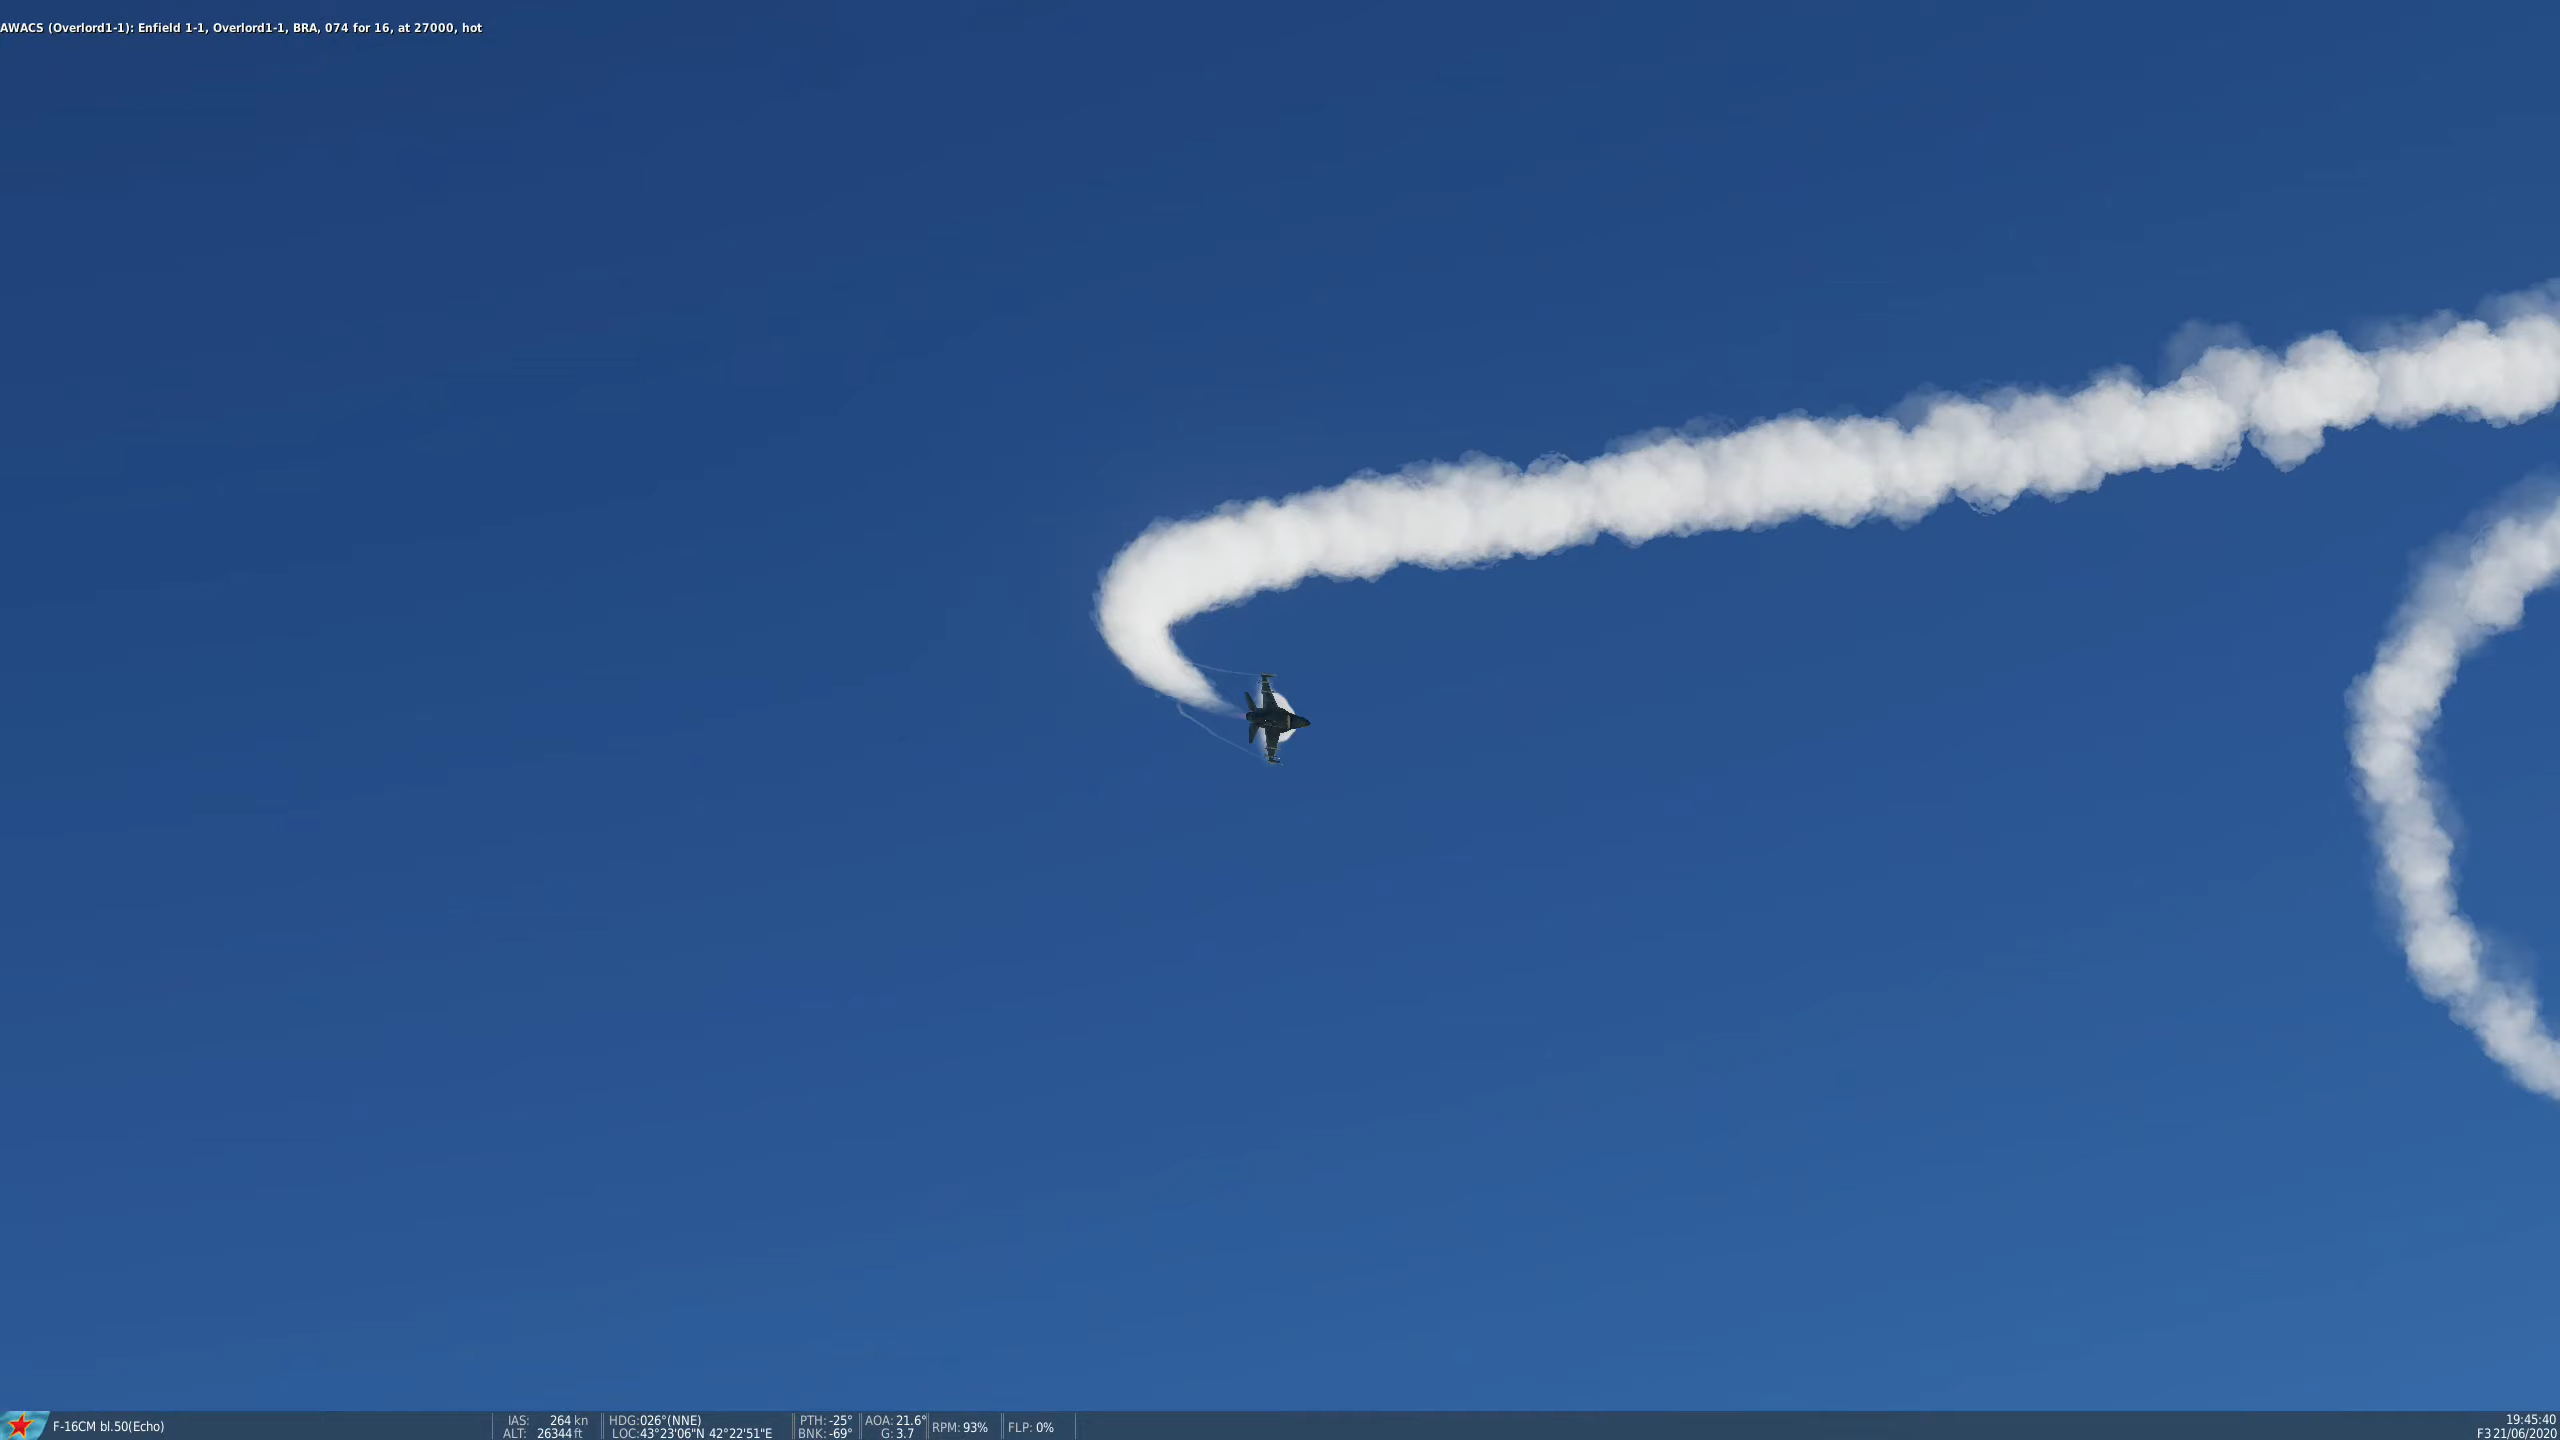 AWACS (Overlord1-1): Enfield 1-1, Overlord1-1, BRA, 074 for 16, at 27000, hot
F-16CM bl.50(Echo)
IAS: 264 kn
ALT: 26344 ft
HDG:026°(NNE)
LOC:43°23'06"N 42°22'51"E
PTH: -25°
BNK: -69°
AOA: 21.6°
G: 3.7
RPM: 93%
FLP: 0%
19:45:40
F3 21/06/2020